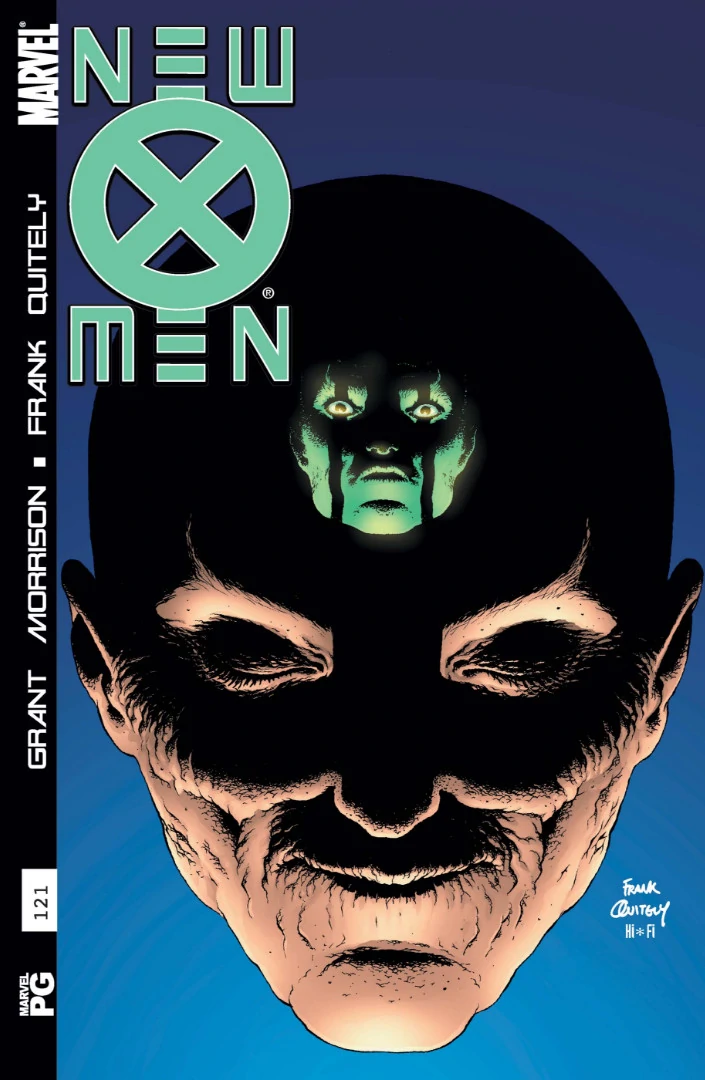 MARVEL®
NEW
X
MEN®
GRANT MORRISON ▪ FRANK QUITELY
121
MARVEL
PG
FRANK
QUITELY
Hi*Fi